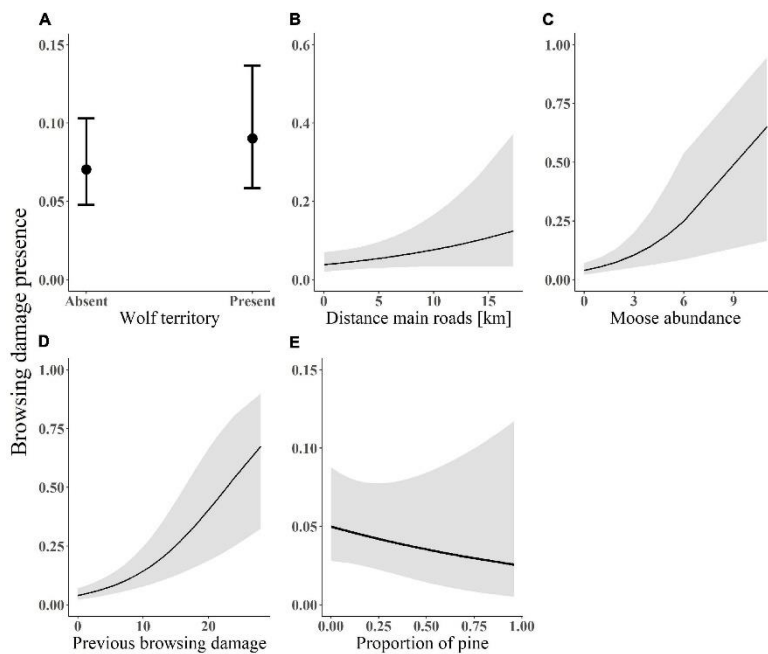 Browsing damage presence
A
0.15
0.10
0.05
0.00
Absent Present
Wolf territory
B
0.6
0.4
0.2
0.0
0 5 10 15
Distance main roads [km]
C
1.00
0.75
0.50
0.25
0.00
0 3 6 9
Moose abundance
D
1.00
0.75
0.50
0.25
0.00
0 10 20
Previous browsing damage
E
0.15
0.10
0.05
0.00
0.00 0.25 0.50 0.75 1.00
Proportion of pine